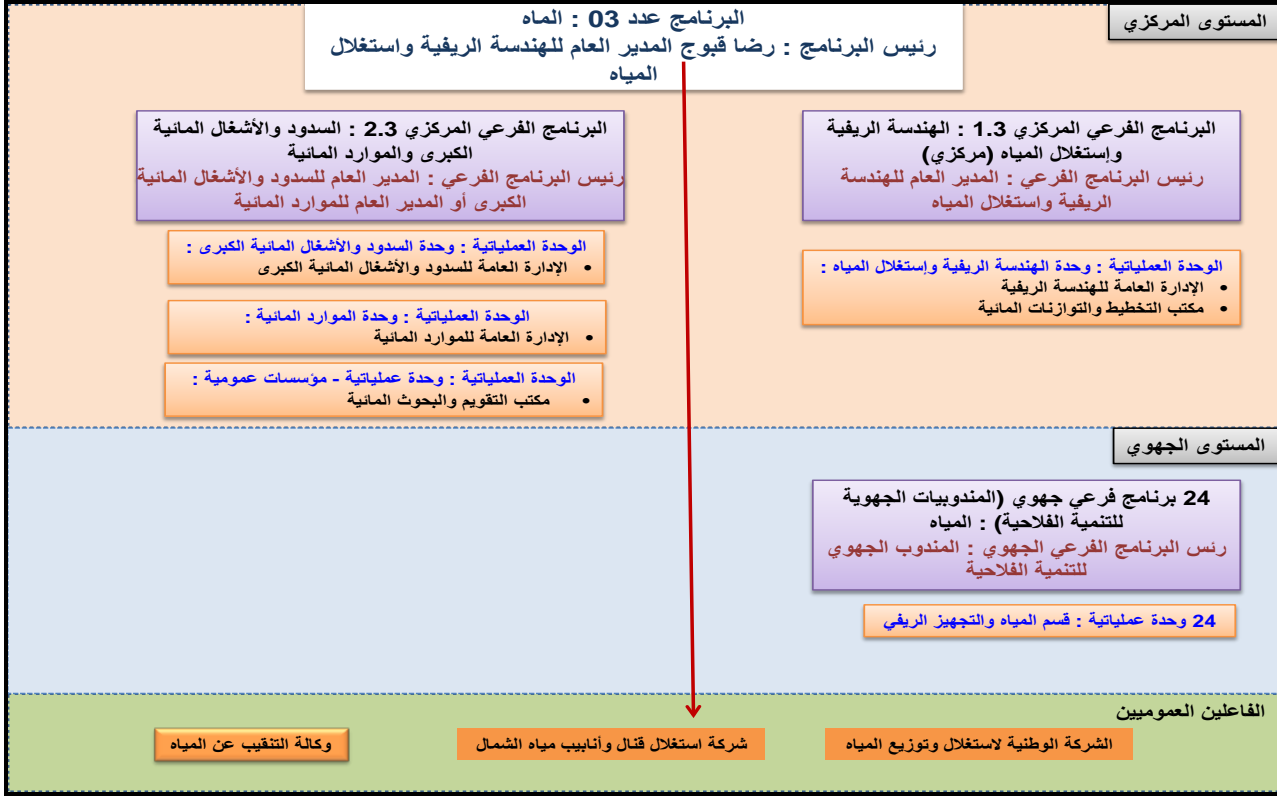 المستوى المركزي
البرنامج عدد 03 : الماه
رئيس البرنامج : رضا قبوج المدير العام للهندسة الريفية واستغلال
المياه
البرنامج الفرعي المركزي 1.3 : الهندسة الريفية
وإستغلال المياه (مركزي)
رئيس البرنامج الفرعي : المدير العام للهندسة
الريفية واستغلال المياه
الوحدة العملياتية : وحدة الهندسة الريفية وإستغلال المياه :
• الإدارة العامة للهندسة الريفية
• مكتب التخطيط والتوازنات المائية
البرنامج الفرعي المركزي 2.3 : السدود والأشغال المائية
الكبرى والموارد المائية
رئيس البرنامج الفرعي : المدير العام للسدود والأشغال المائية
الكبرى أو المدير العام للموارد المائية
الوحدة العملياتية : وحدة السدود والأشغال المائية الكبرى :
• الإدارة العامة للسدود والأشغال المائية الكبرى
الوحدة العملياتية : وحدة الموارد المائية :
• الإدارة العامة للموارد المائية
الوحدة العملياتية : وحدة عملياتية - مؤسسات عمومية :
• مكتب التقويم والبحوث المائية
المستوى الجهوي
24 برنامج فرعي جهوي (المندوبيات الجهوية
للتنمية الفلاحية) : المياه
رئس البرنامج الفرعي الجهوي : المندوب الجهوي
للتنمية الفلاحية
24 وحدة عملياتية : قسم المياه والتجهيز الريفي
الفاعلين العموميين
الشركة الوطنية لاستغلال وتوزيع المياه
شركة استغلال قنال وأنابيب مياه الشمال
وكالة التنقيب عن المياه